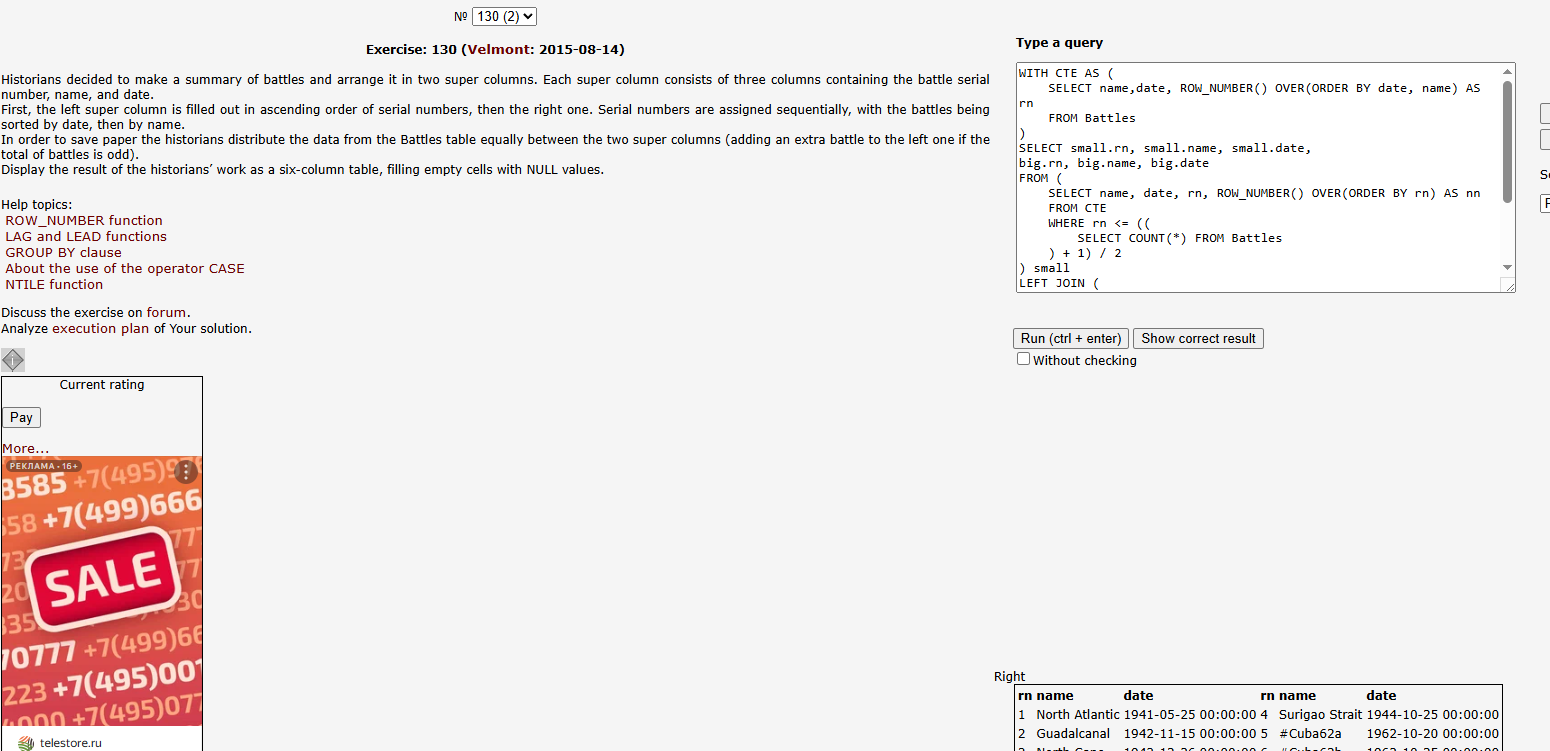 № 130 (2)
Exercise: 130 (Velmont: 2015-08-14)
Historians decided to make a summary of battles and arrange it in two super columns. Each super column consists of three columns containing the battle serial
number, name, and date.
First, the left super column is filled out in ascending order of serial numbers, then the right one. Serial numbers are assigned sequentially, with the battles being
sorted by date, then by name.
In order to save paper the historians distribute the data from the Battles table equally between the two super columns (adding an extra battle to the left one if the
total of battles is odd).
Display the result of the historians′ work as a six-column table, filling empty cells with NULL values.
Help topics:
ROW_NUMBER function
LAG and LEAD functions
GROUP BY clause
About the use of the operator CASE
NTILE function
Discuss the exercise on forum.
Analyze execution plan of Your solution.
Current rating
Pay
More...
РЕКЛАМА • 16+
8585 +7(495)976
658 +7(499)666
SALE
70777 +7(499)66
223 +7(495)001
4000 +7(495)077
telestore.ru
Type a query
WITH CTE AS (
SELECT name,date, ROW_NUMBER() OVER(ORDER BY date, name) AS
rn
FROM Battles
)
SELECT small.rn, small.name, small.date,
big.rn, big.name, big.date
FROM (
SELECT name, date, rn, ROW_NUMBER() OVER(ORDER BY rn) AS nn
FROM CTE
WHERE rn <= ((
SELECT COUNT(*) FROM Battles
) + 1) / 2
) small
LEFT JOIN (
Run (ctrl + enter) Show correct result
Without checking
Right
rn name date rn name date
1 North Atlantic 1941-05-25 00:00:00 4 Surigao Strait 1944-10-25 00:00:00
2 Guadalcanal 1942-11-15 00:00:00 5 #Cuba62a 1962-10-20 00:00:00